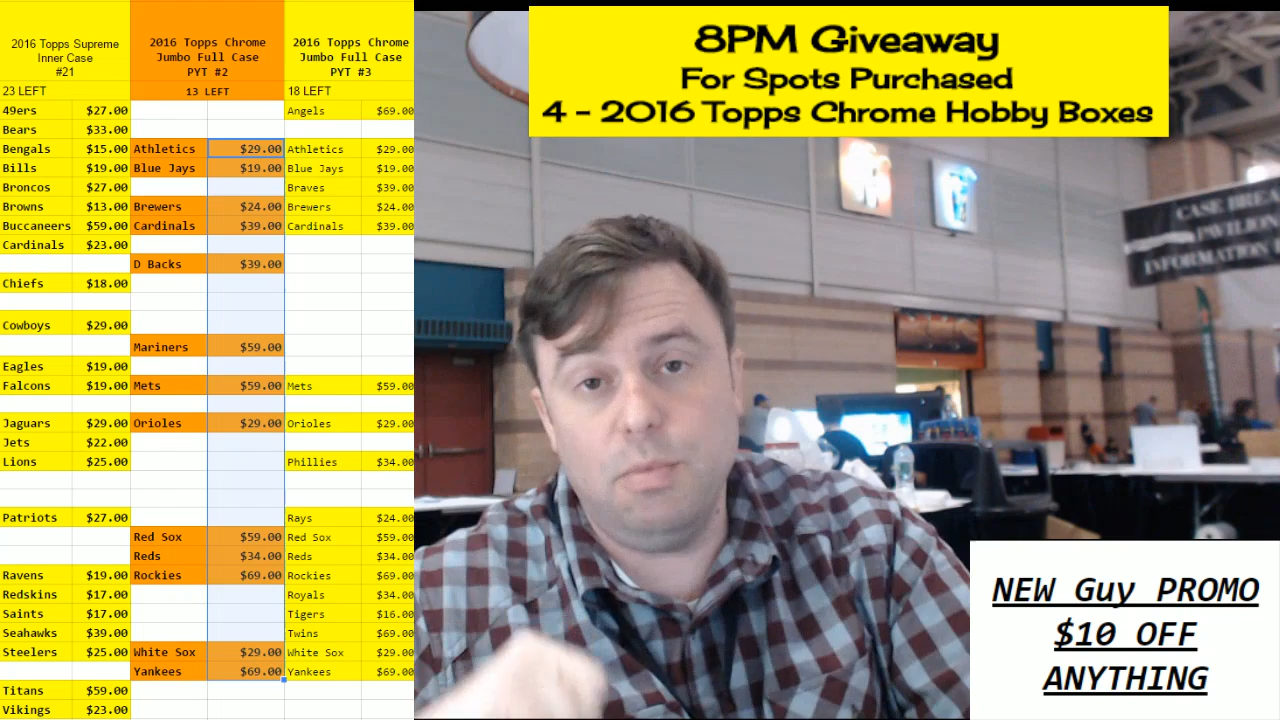 2016 Topps Supreme
Inner Case
#21
23 LEFT
49ers $27.00
Bears $33.00
Bengals $15.00
Bills $19.00
Broncos $27.00
Browns $13.00
Buccaneers $59.00
Cardinals $23.00
Chiefs $18.00
Cowboys $29.00
Eagles $19.00
Falcons $19.00
Jaguars $29.00
Jets $22.00
Lions $25.00
Patriots $27.00
Ravens $19.00
Redskins $17.00
Saints $17.00
Seahawks $39.00
Steelers $25.00
Titans $59.00
Vikings $23.00
2016 Topps Chrome
Jumbo Full Case
PYT #2
13 LEFT
Athletics $29.00
Blue Jays $19.00
Brewers $24.00
Cardinals $39.00
D Backs $39.00
Mariners $59.00
Mets $59.00
Orioles $29.00
Red Sox $59.00
Reds $34.00
Rockies $69.00
White Sox $29.00
Yankees $69.00
2016 Topps Chrome
Jumbo Full Case
PYT #3
18 LEFT
Angels $69.00
Athletics $29.00
Blue Jays $19.00
Braves $39.00
Brewers $24.00
Cardinals $39.00
Mets $59.00
Orioles $29.00
Phillies $34.00
Rays $24.00
Red Sox $59.00
Reds $34.00
Rockies $69.00
Royals $34.00
Tigers $16.00
Twins $69.00
White Sox $29.00
Yankees $69.00
8PM Giveaway
For Spots Purchased
4 - 2016 Topps Chrome Hobby Boxes
CASE BREA
PAVILION
INFORMATION
NEW Guy PROMO
$10 OFF
ANYTHING